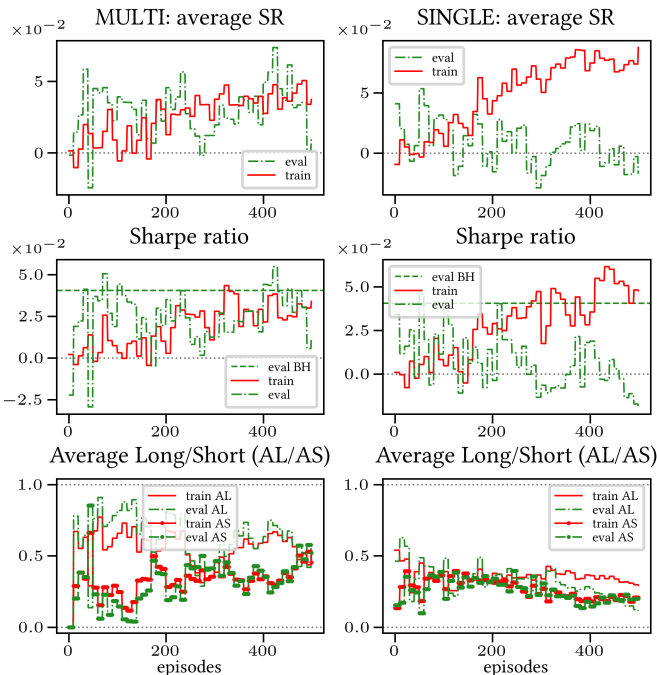 MULTI: average SR
SINGLE: average SR
×10⁻²
×10⁻²
5
0
eval
train
0
200
400
5
0
eval
train
0
200
400
Sharpe ratio
Sharpe ratio
×10⁻²
×10⁻²
5.0
2.5
0.0
−2.5
eval BH
train
eval
0
200
400
5.0
2.5
0.0
eval BH
train
eval
0
200
400
Average Long/Short (AL/AS)
Average Long/Short (AL/AS)
1.0
0.5
0.0
train AL
eval AL
train AS
eval AS
0
200
400
episodes
1.0
0.5
0.0
train AL
eval AL
train AS
eval AS
0
200
400
episodes